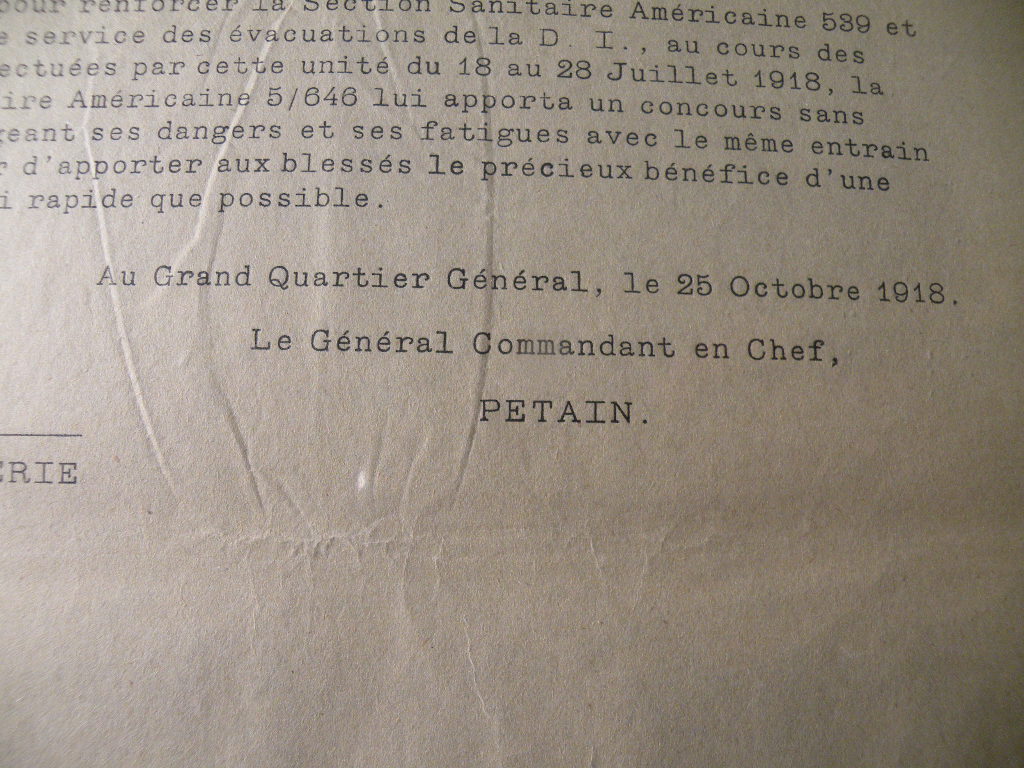 pour renforcer la Section Sanitaire Américaine 539 et
e service des évacuations de la D. I., au cours des
ectuées par cette unité du 18 au 28 Juillet 1918, la
ire Américaine 5/646 lui apporta un concours sans
geant ses dangers et ses fatigues avec le même entrain
r d'apporter aux blessés le précieux bénéfice d'une
i rapide que possible.
Au Grand Quartier Général, le 25 Octobre 1918.
Le Général Commandant en Chef,
PETAIN.
ERIE